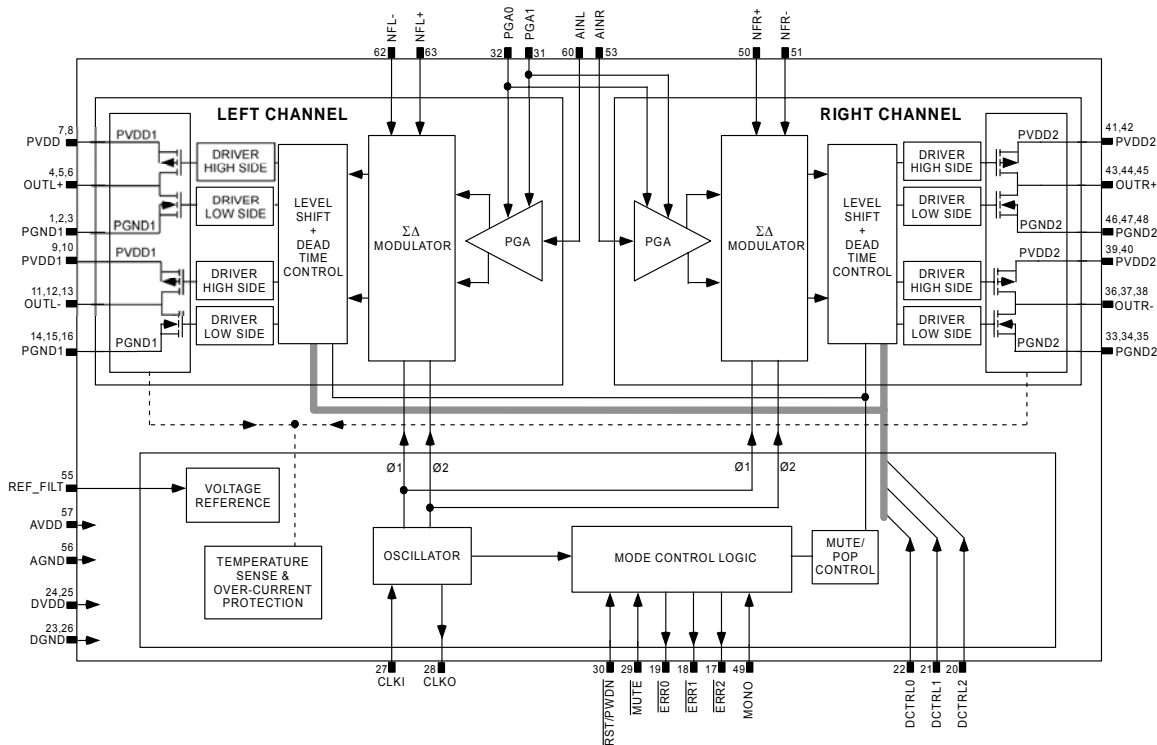 NFL- NFL+ PGA0 PGA1 AINL AINR NFR+ NFR-
62 63 32 31 60 53 50 51
LEFT CHANNEL
RIGHT CHANNEL
7,8
PVDD
4,5,6
OUTL+
1,2,3
PGND1
9,10
PVDD1
11,12,13
OUTL-
14,15,16
PGND1
PVDD1
PGND1
PVDD1
PGND1
DRIVER
HIGH SIDE
DRIVER
LOW SIDE
DRIVER
HIGH SIDE
DRIVER
LOW SIDE
LEVEL
SHIFT
+
DEAD
TIME
CONTROL
ΣΔ
MODULATOR
PGA
PGA
ΣΔ
MODULATOR
LEVEL
SHIFT
+
DEAD
TIME
CONTROL
DRIVER
HIGH SIDE
DRIVER
LOW SIDE
DRIVER
HIGH SIDE
DRIVER
LOW SIDE
PVDD2
PGND2
PVDD2
PGND2
41,42
PVDD2
43,44,45
OUTR+
46,47,48
PGND2
39,40
PVDD2
36,37,38
OUTR-
33,34,35
PGND2
Ø1 Ø2
Ø1 Ø2
55
REF_FILT
57
AVDD
56
AGND
24,25
DVDD
23,26
DGND
VOLTAGE
REFERENCE
TEMPERATURE
SENSE &
OVER-CURRENT
PROTECTION
OSCILLATOR
MODE CONTROL LOGIC
MUTE/
POP
CONTROL
27 28 30 29 19 18 17 49 22 21 20
CLKI CLKO RST/PWDN MUTE ERR0 ERR1 ERR2 MONO DCTRL0 DCTRL1 DCTRL2